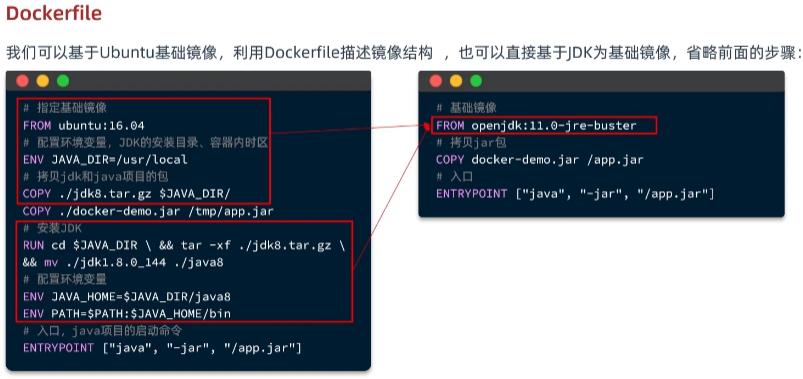 Dockerfile
我们可以基于Ubuntu基础镜像，利用Dockerfile描述镜像结构 ，也可以直接基于JDK为基础镜像，省略前面的步骤：
# 指定基础镜像
FROM ubuntu:16.04
# 配置环境变量，JDK的安装目录、容器内时区
ENV JAVA_DIR=/usr/local
# 拷贝jdk和java项目的包
COPY ./jdk8.tar.gz $JAVA_DIR/
COPY ./docker-demo.jar /tmp/app.jar
# 安装JDK
RUN cd $JAVA_DIR \ && tar -xf ./jdk8.tar.gz \
&& mv ./jdk1.8.0_144 ./java8
# 配置环境变量
ENV JAVA_HOME=$JAVA_DIR/java8
ENV PATH=$PATH:$JAVA_HOME/bin
# 入口，java项目的启动命令
ENTRYPOINT ["java", "-jar", "/app.jar"]
# 基础镜像
FROM openjdk:11.0-jre-buster
# 拷贝jar包
COPY docker-demo.jar /app.jar
# 入口
ENTRYPOINT ["java", "-jar", "/app.jar"]